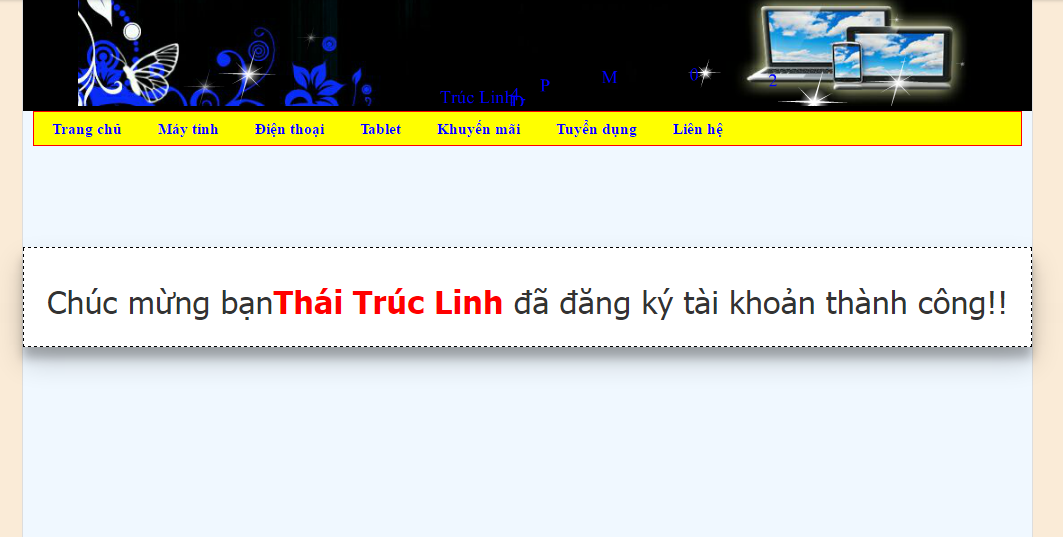 Trúc Linh
P
M
0
2
Trang chủ Máy tính Điện thoại Tablet Khuyến mãi Tuyển dụng Liên hệ
Chúc mừng bạnThái Trúc Linh đã đăng ký tài khoản thành công!!